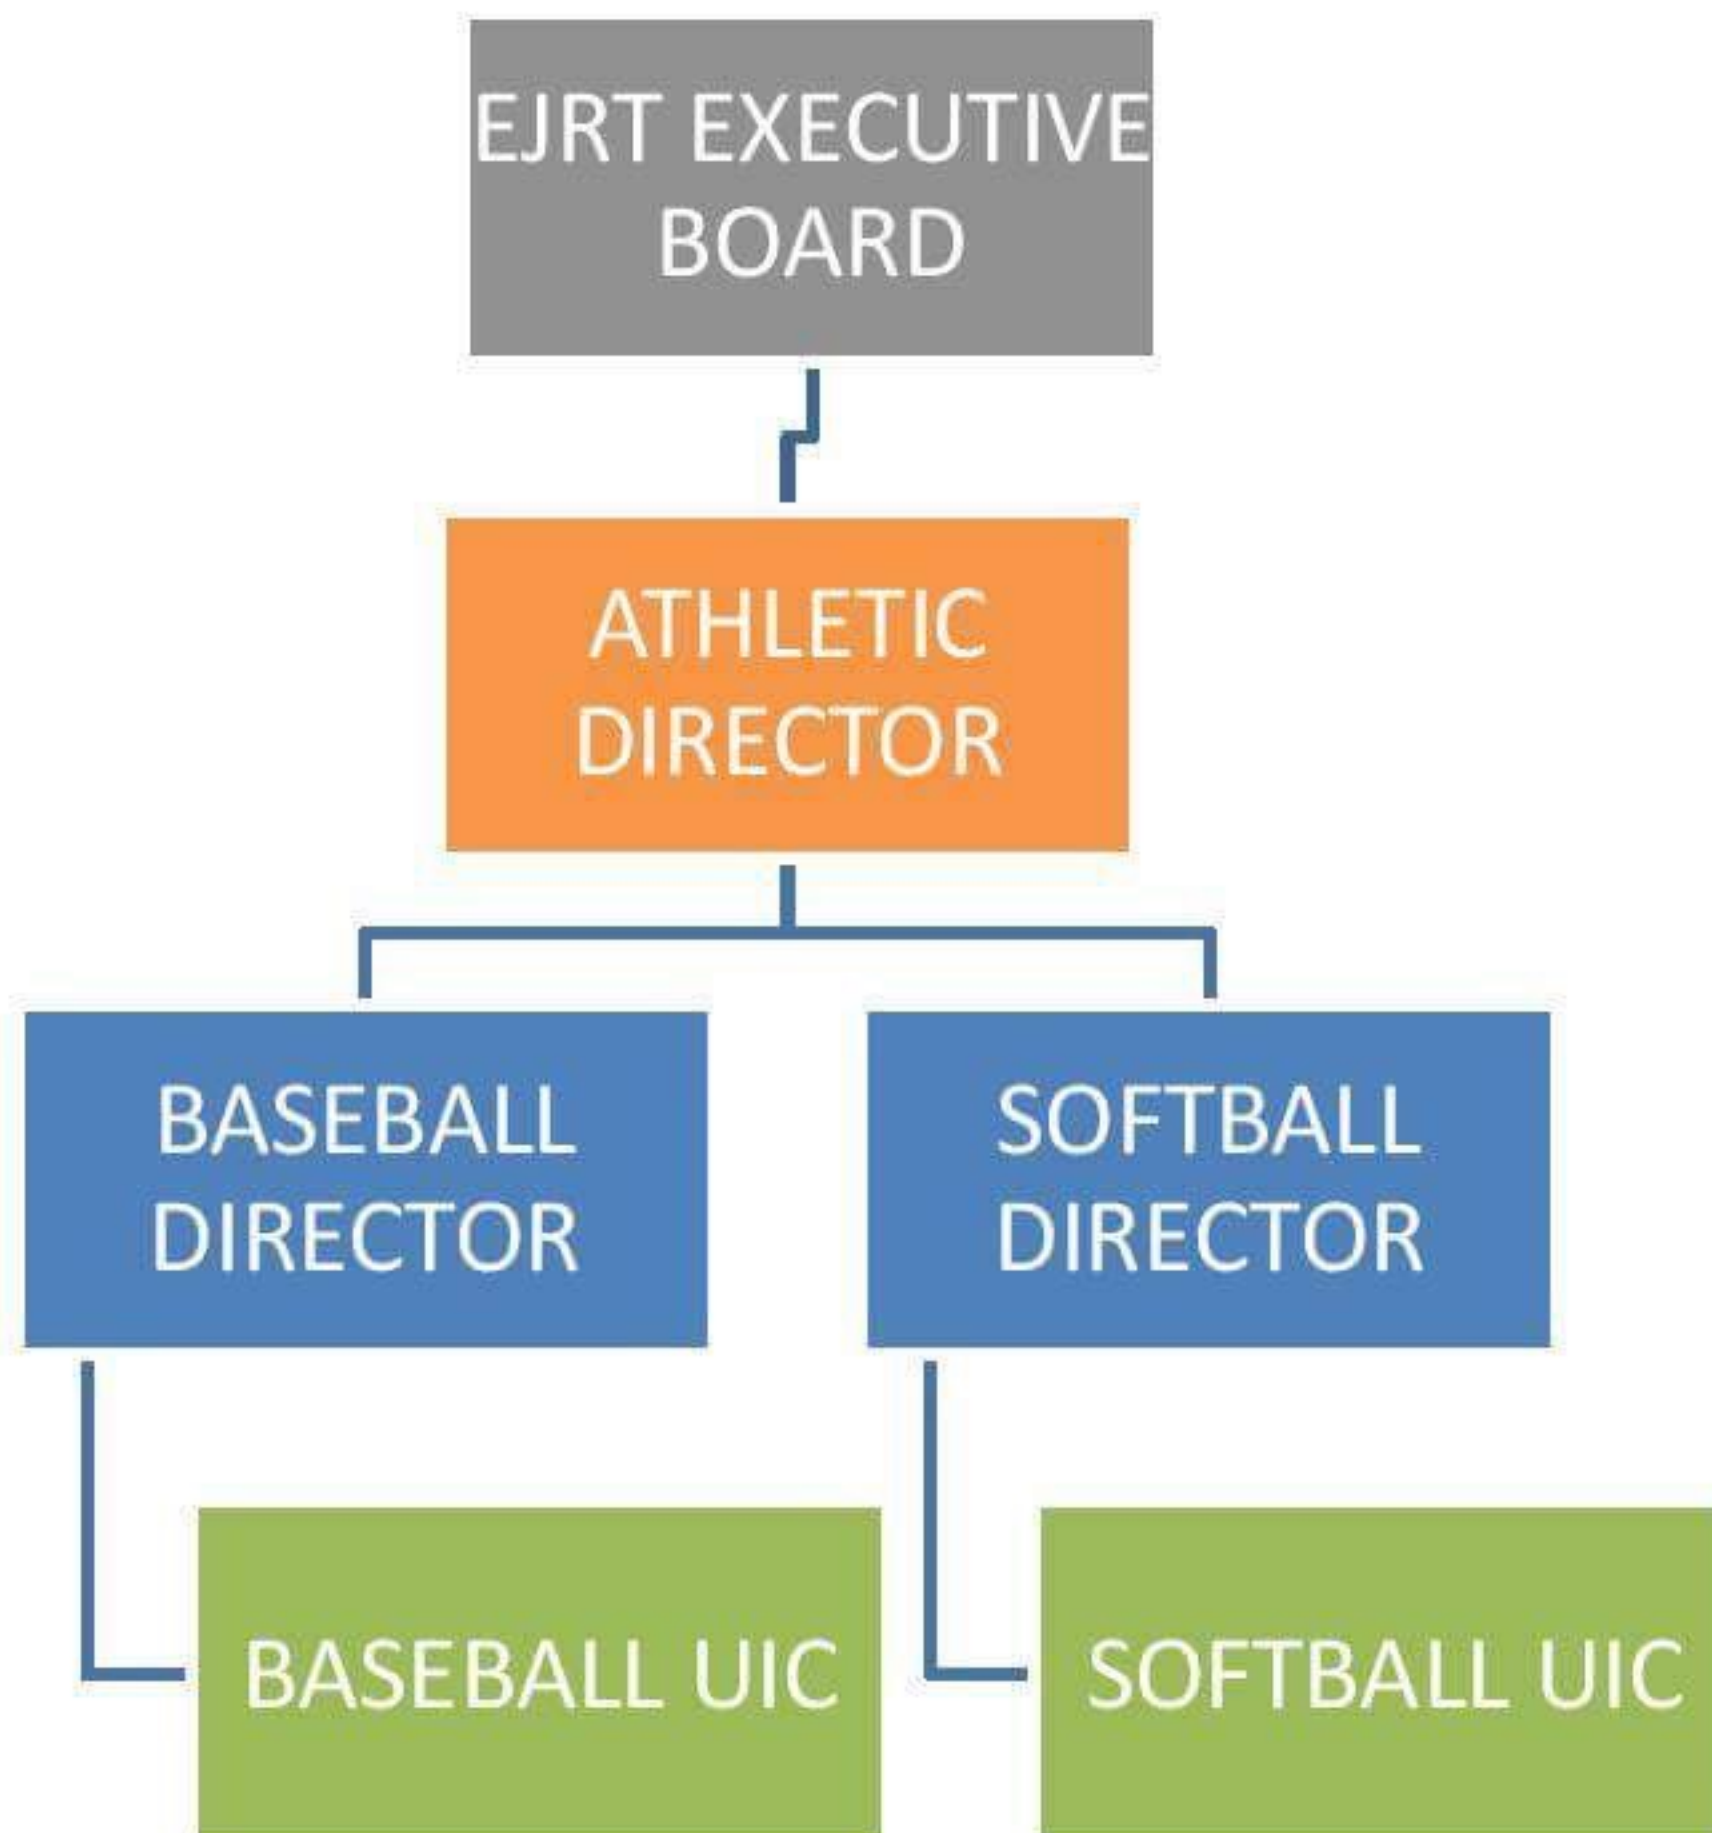 EJRT EXECUTIVE
BOARD
ATHLETIC
DIRECTOR
BASEBALL
DIRECTOR
SOFTBALL
DIRECTOR
BASEBALL UIC
SOFTBALL UIC